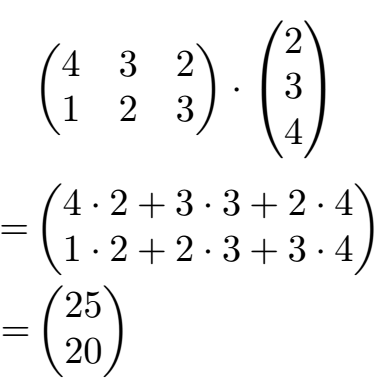 (4 3 2
1 2 3) · (2
3
4)
= (4 · 2 + 3 · 3 + 2 · 4
1 · 2 + 2 · 3 + 3 · 4)
= (25
20)